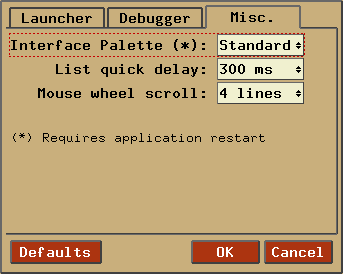 Launcher Debugger Misc.
Interface Palette (*): Standard
List quick delay: 300 ms
Mouse wheel scroll: 4 lines
(*) Requires application restart
Defaults OK Cancel